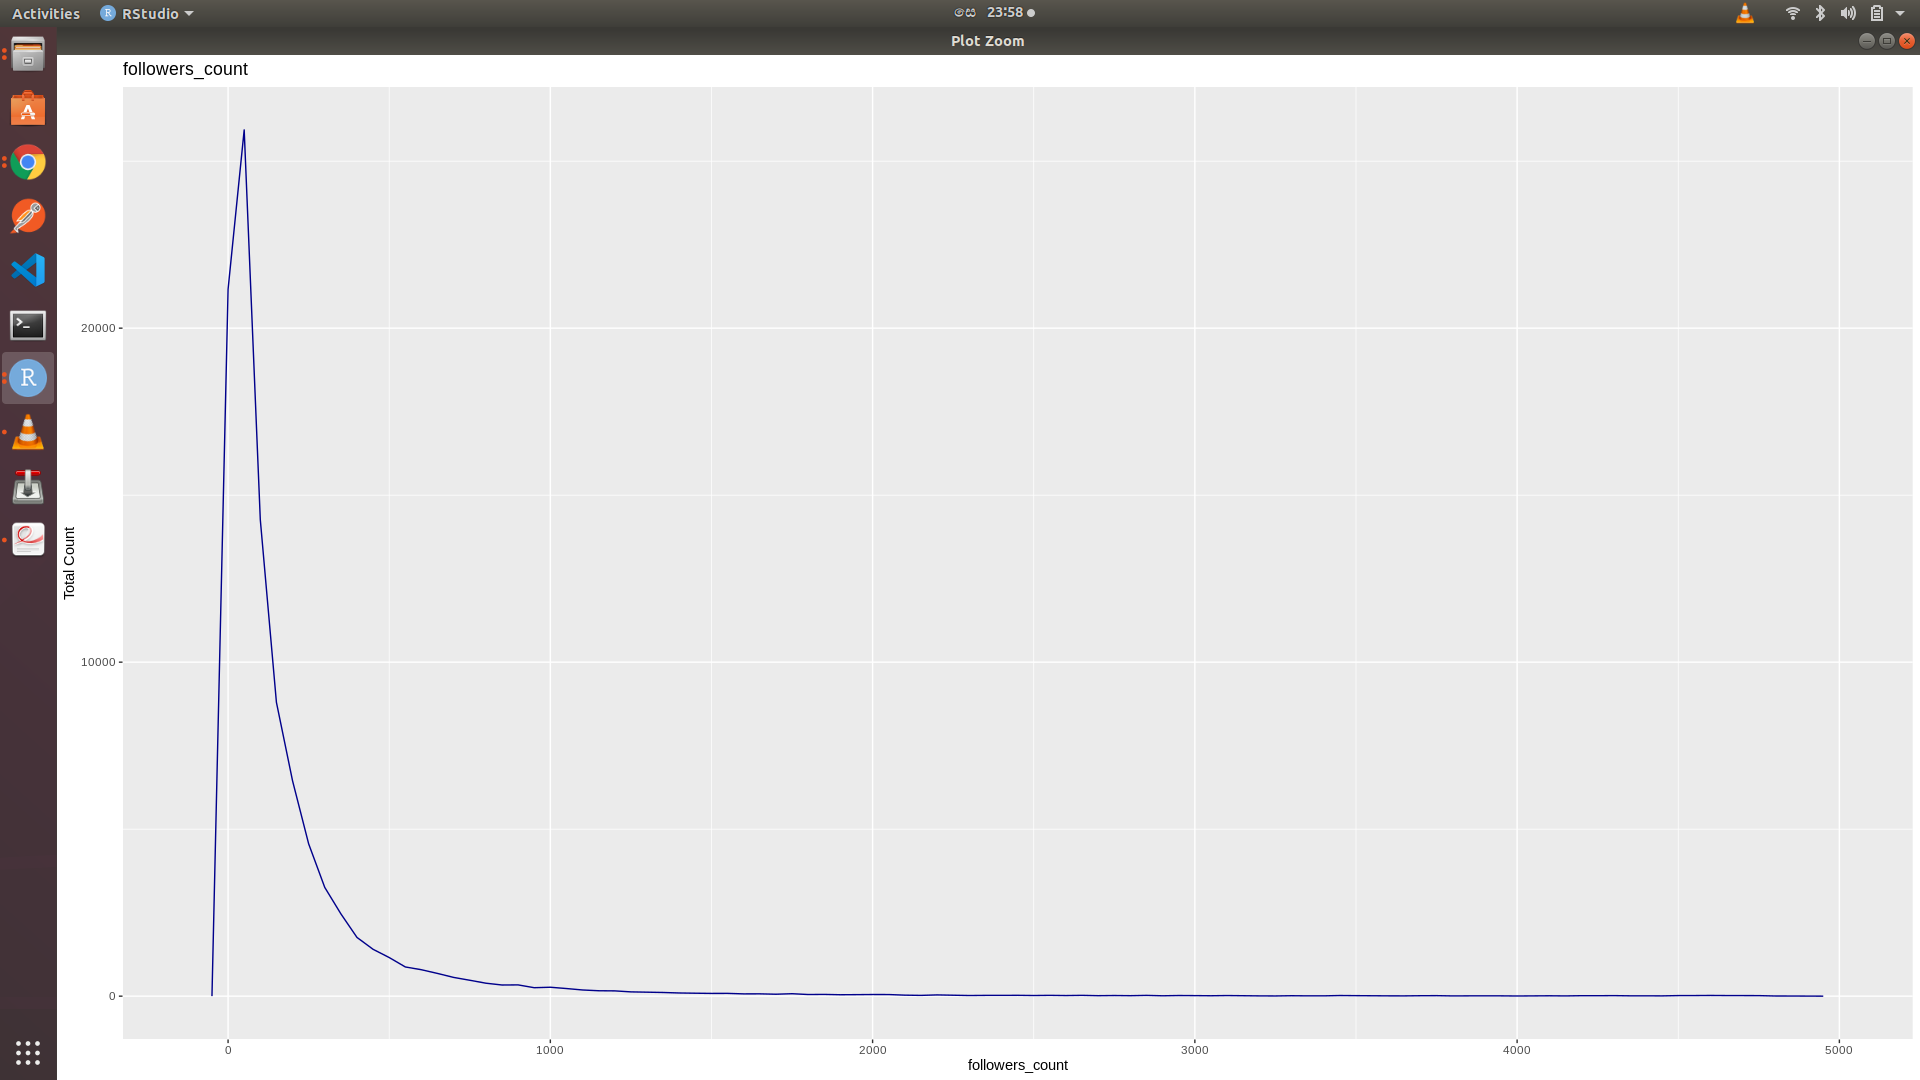 Activities RStudio සෙ 23:58
Plot Zoom
followers_count
20000
10000
0
Total Count
0 1000 2000 3000 4000 5000
followers_count